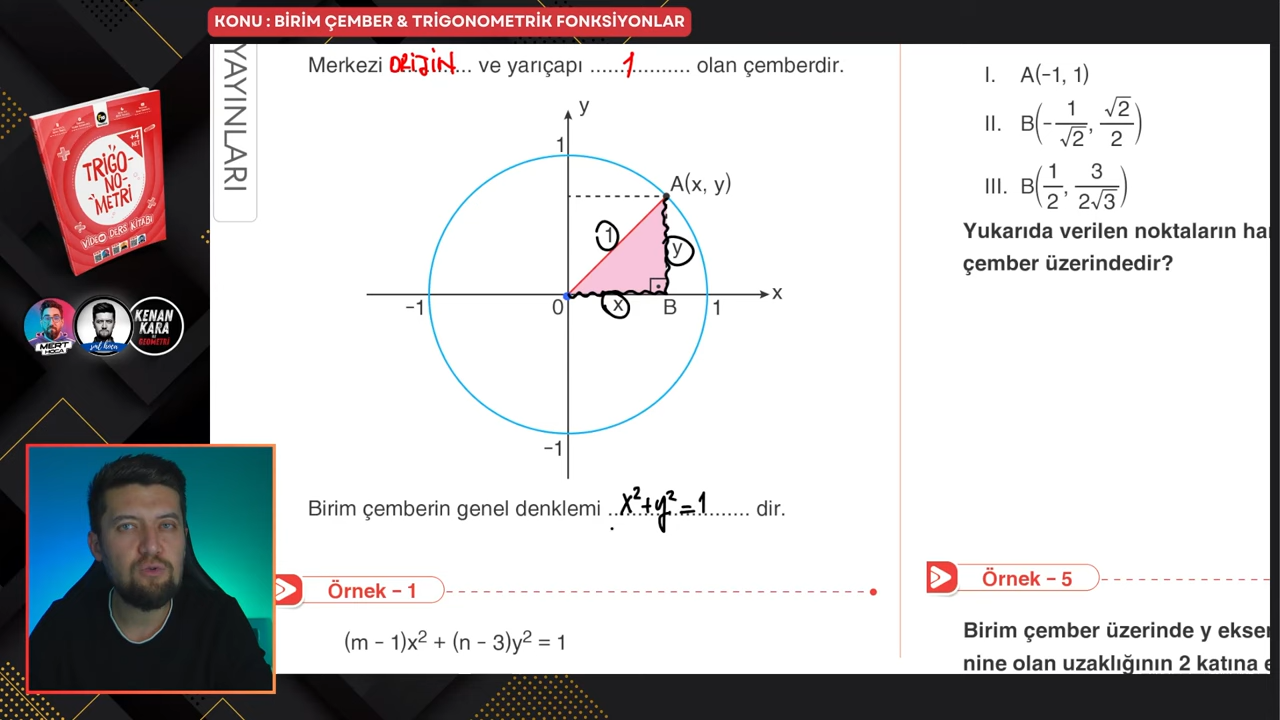 KONU : BİRİM ÇEMBER & TRİGONOMETRİK FONKSİYONLAR
YAYINLARI
Merkezi ORİJİN ve yarıçapı 1 olan çemberdir.
y
1
A(x, y)
1
y
x
-1
0
x
B
1
-1
Birim çemberin genel denklemi x²+y²=1 dir.
Örnek - 1
(m - 1)x² + (n - 3)y² = 1
I. A(-1, 1)
II. B(-1/√2, √2/2)
III. B(1/2, 3/2√3)
Yukarıda verilen noktaların
çember üzerindedir?
Örnek - 5
Birim çember üzerinde y
nine olan uzaklığının 2 katına
+4 NET
TRİGO-
NO-
METRİ
VİDEO DERS KİTABI
MERT
HOCA
KENAN
KARA
GEOMETRİ